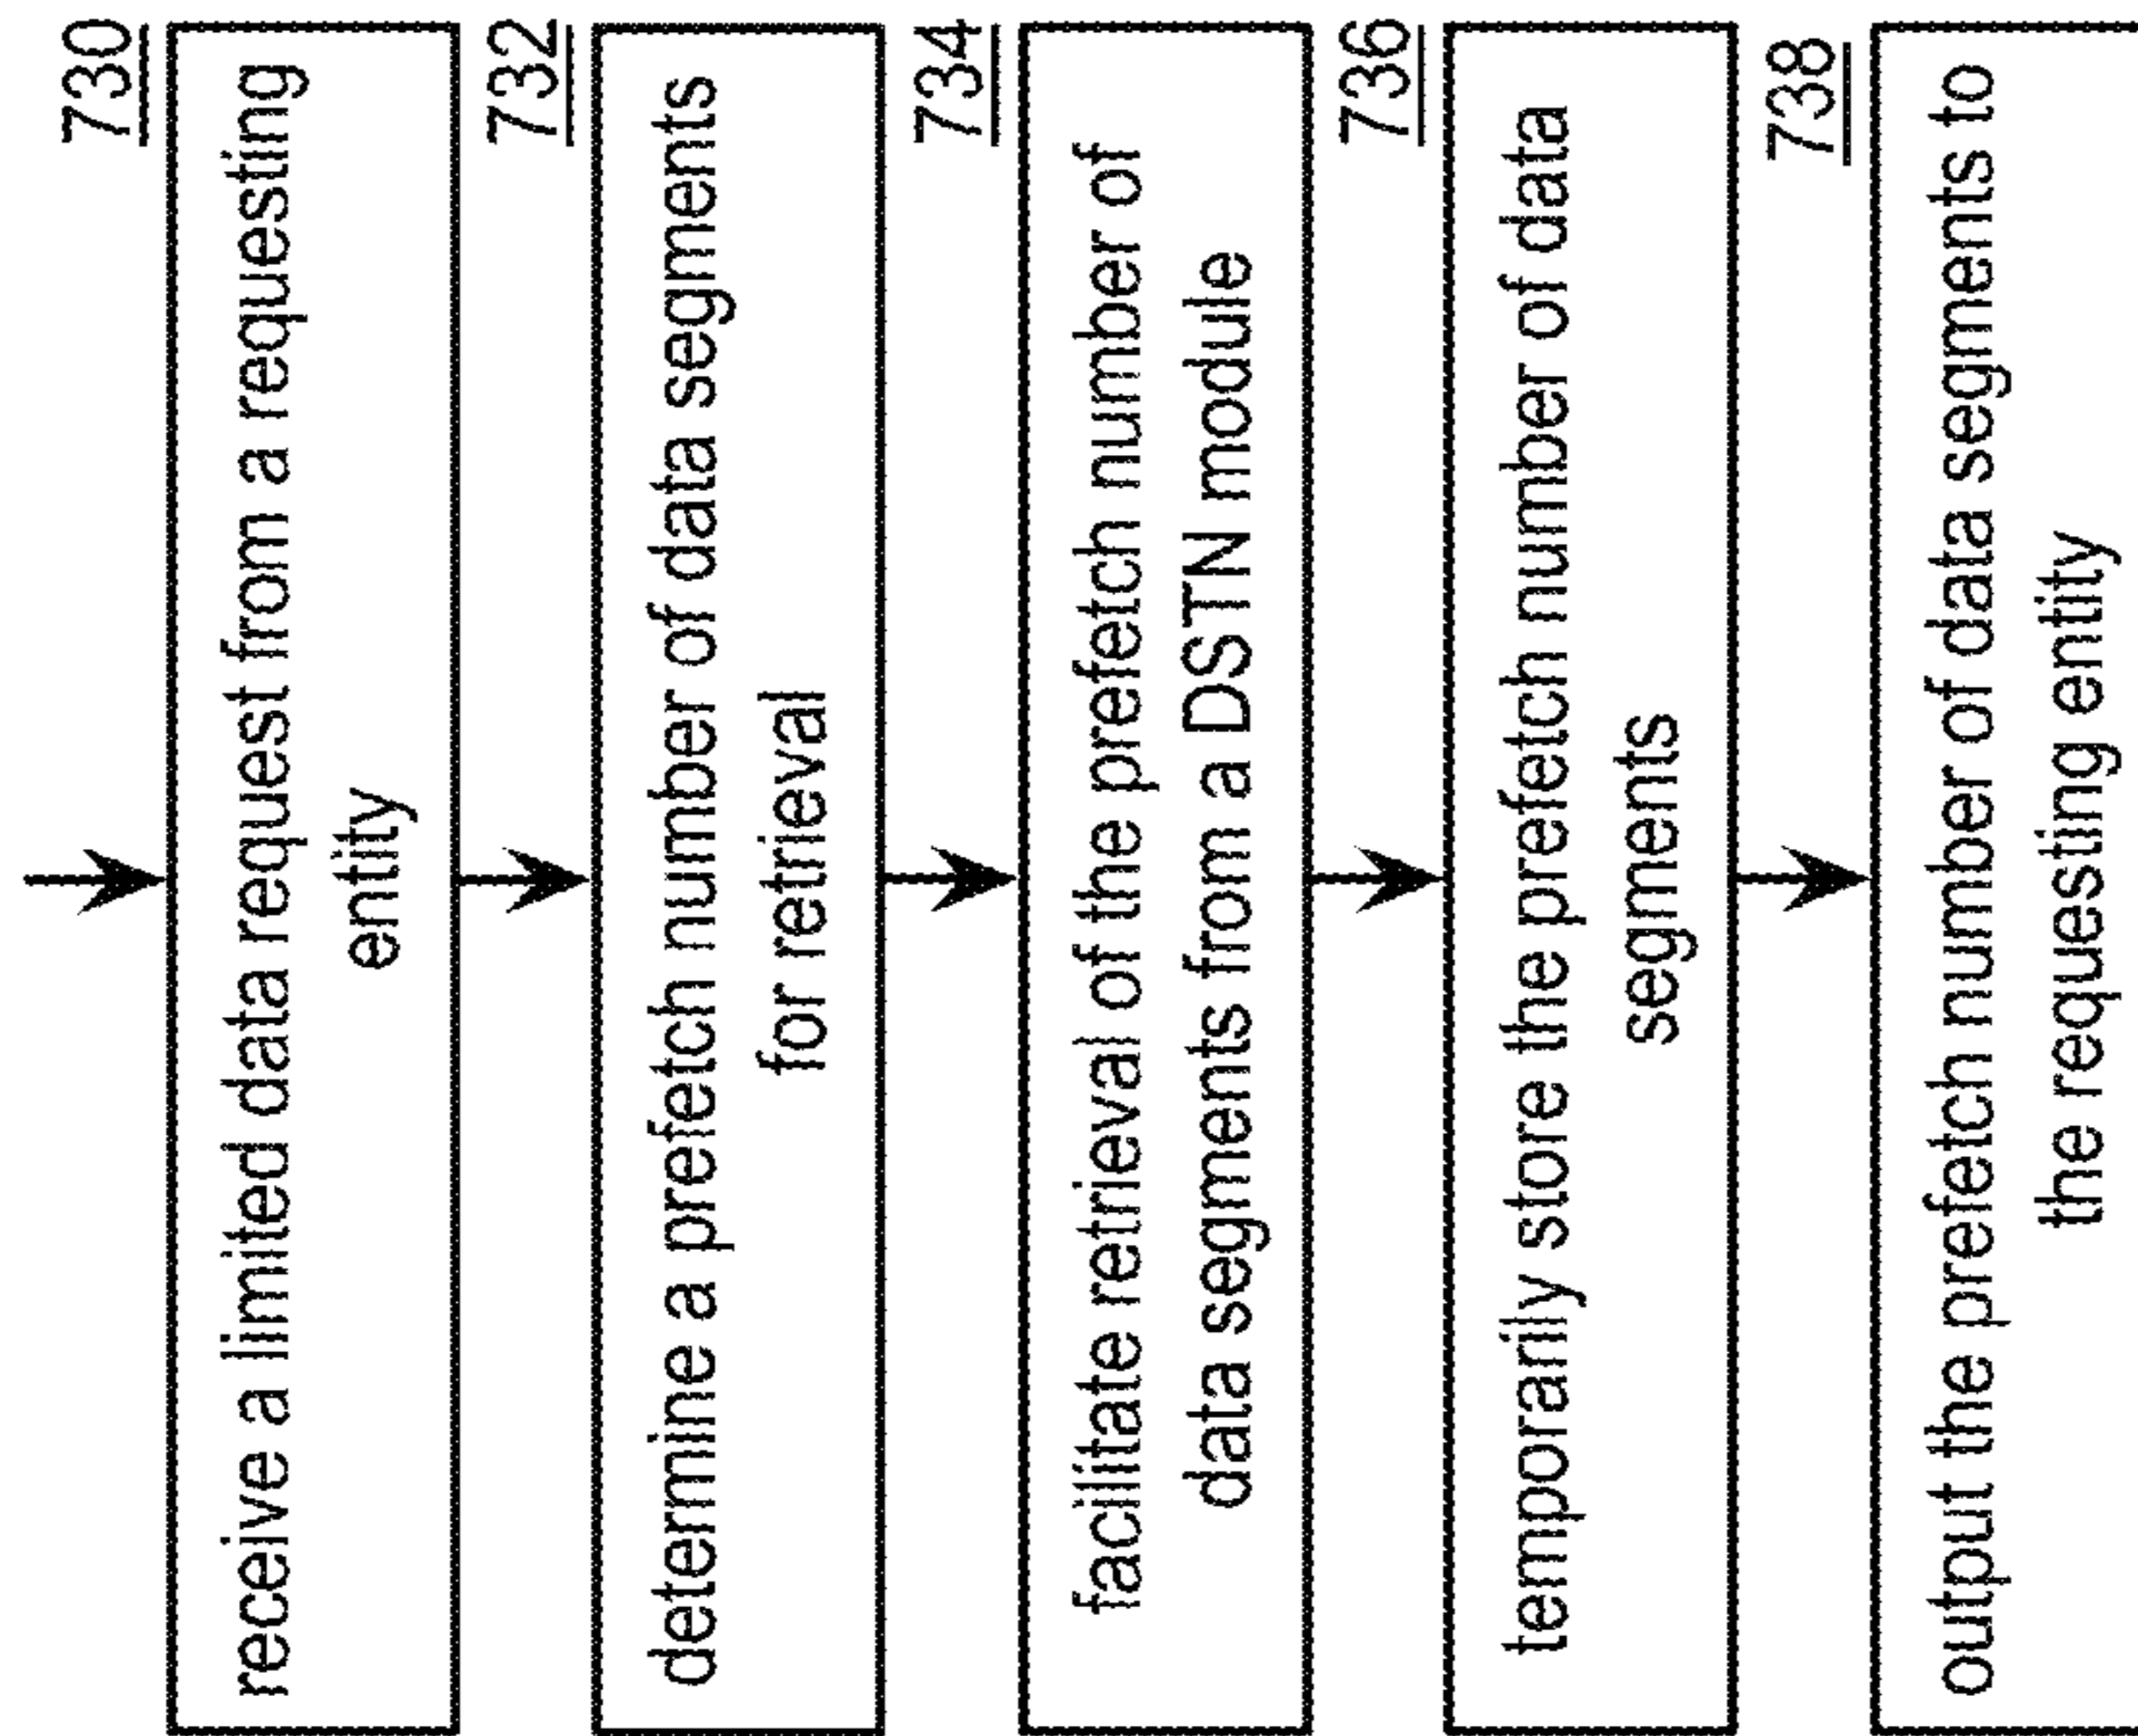 730
receive a limited data request from a requesting
entity
732
determine a prefetch number of data segments
for retrieval
734
facilitate retrieval of the prefetch number of
data segments from a DSTN module
736
temporarily store the prefetch number of data
segments
738
output the prefetch number of data segments to
the requesting entity